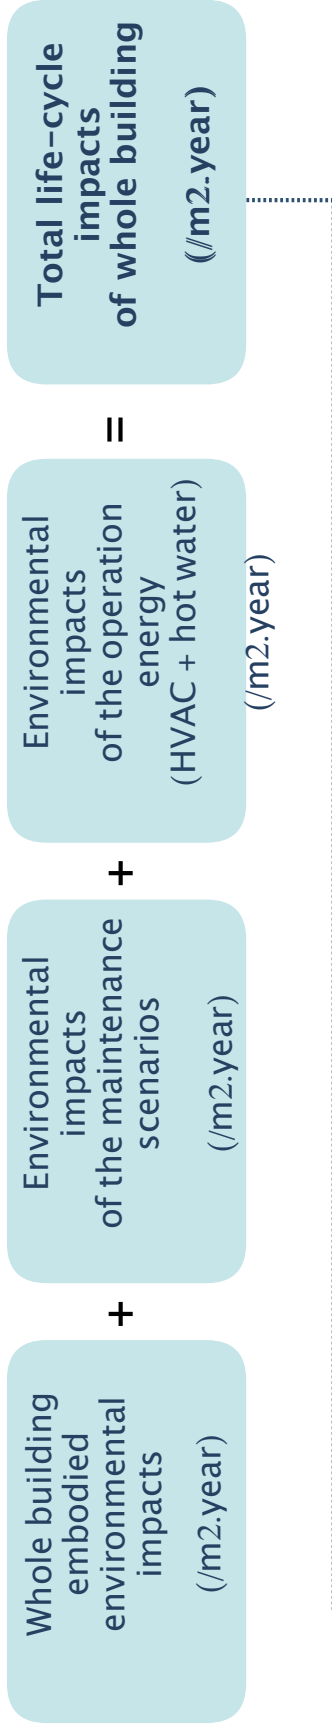 Whole building
embodied
environmental
impacts
(/m2.year)
+
Environmental
impacts
of the maintenance
scenarios
(/m2.year)
+
Environmental
impacts
of the operation
energy
(HVAC + hot water)
(/m2.year)
=
Total life-cycle
impacts
of whole building
(/m2.year)